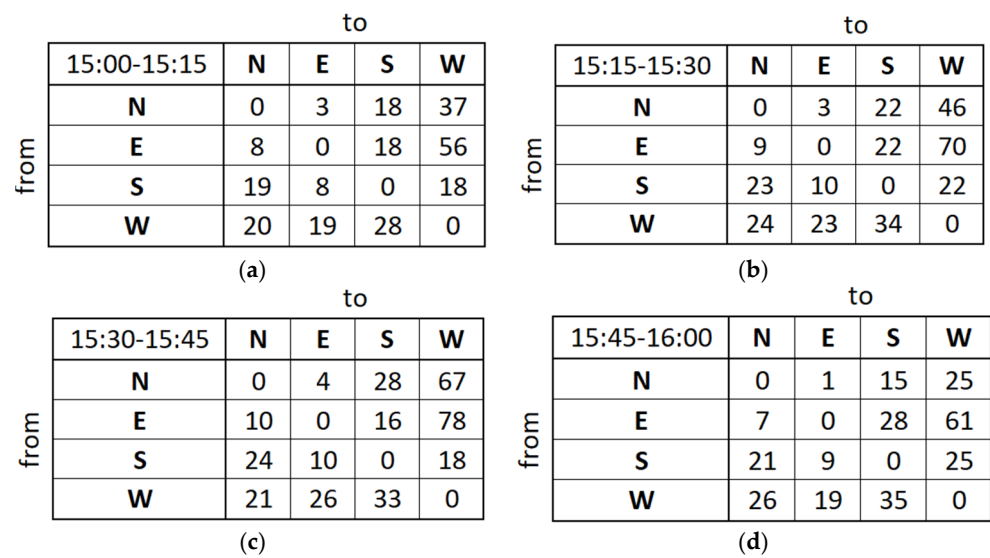 to
15:00-15:15 N E S W
N 0 3 18 37
E 8 0 18 56
S 19 8 0 18
W 20 19 28 0
from
(a)
to
15:15-15:30 N E S W
N 0 3 22 46
E 9 0 22 70
S 23 10 0 22
W 24 23 34 0
from
(b)
to
15:30-15:45 N E S W
N 0 4 28 67
E 10 0 16 78
S 24 10 0 18
W 21 26 33 0
from
(c)
to
15:45-16:00 N E S W
N 0 1 15 25
E 7 0 28 61
S 21 9 0 25
W 26 19 35 0
from
(d)